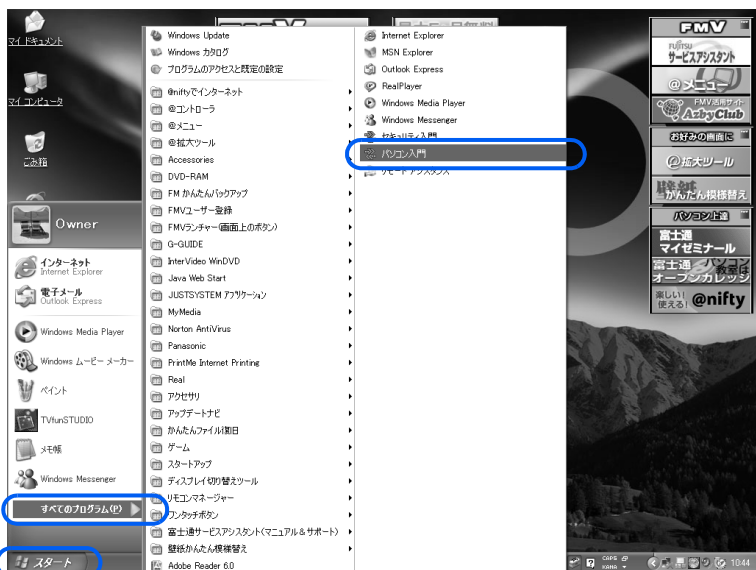 マイ ドキュメント
マイ コンピュータ
ごみ箱
Owner
インターネット
Internet Explorer
電子メール
Outlook Express
Windows Media Player
Windows ムービー メーカー
ペイント
TVfunSTUDIO
メモ帳
Windows Messenger
すべてのプログラム(P)
スタート
Windows Update
Windows カタログ
プログラムのアクセスと既定の設定
@niftyでインターネット
@コントローラ
@メニュー
@拡大ツール
Accessories
DVD-RAM
FM かんたんバックアップ
FMVユーザー登録
FMVランチャー(画面上のボタン)
G-GUIDE
InterVideo WinDVD
Java Web Start
JUSTSYSTEM アプリケーション
MyMedia
Norton AntiVirus
Panasonic
PrintMe Internet Printing
Real
アクセサリ
アップデートナビ
かんたんファイル復旧
ゲーム
スタートアップ
ディスプレイ切り替えツール
リモコンマネージャー
ワンタッチボタン
富士通サービスアシスタント(マニュアル&サポート)
壁紙かんたん模様替え
Adobe Reader 6.0
Internet Explorer
MSN Explorer
Outlook Express
RealPlayer
Windows Media Player
Windows Messenger
セキュリティ入門
パソコン入門
リモート アシスタンス
FMV
FUJITSU
サービスアシスタント
@メニュー
FMV活用サイト
AzbyClub
お好みの画面に
@拡大ツール
壁紙
かんたん模様替え
パソコン上達
富士通
マイゼミナール
富士通 パソコン教室は
オープンカレッジ
楽しい!
使える! @nifty
CAPS
KANA
10:44